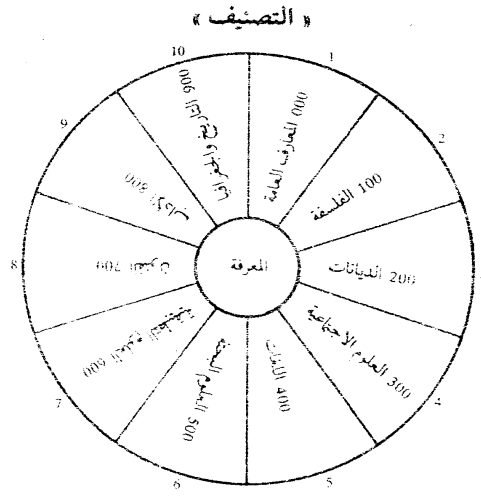 « التصنيف »
1
000 المعارف العامة
2
100 الفلسفة
200 الديانات
4
300 العلوم الاجتماعية
5
400 اللغات
6
500 العلوم البحتة
7
600 العلوم التطبيقية
8
700 الفنون
9
800 الآداب
10
900 التاريخ والجغرافيا
المعرفة